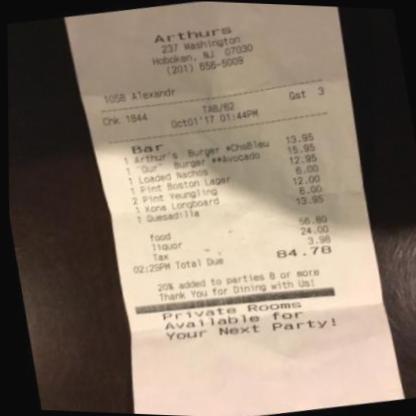 Arthurs
237 Washington
Hoboken, NJ 07030
(201) 656-5009
1058 Alexandr
Chk 1844 Gst 3
TAB/62
Oct01'17 01:44PM
Bar
1 Arthur's Burger *ChsBleu 13.95
1 "Our" Burger **Avocado 15.95
1 Loaded Nachos 12.95
1 Pint Boston Lager 6.00
2 Pint Yeungling 12.00
1 Kona Longboard 6.00
1 Quesadilla 13.95
food 56.80
liquor 24.00
Tax 3.98
02:29PM Total Due 84.78
20% added to parties 8 or more
Thank You for Dining with Us!
Private Rooms
Available for
Your Next Party!